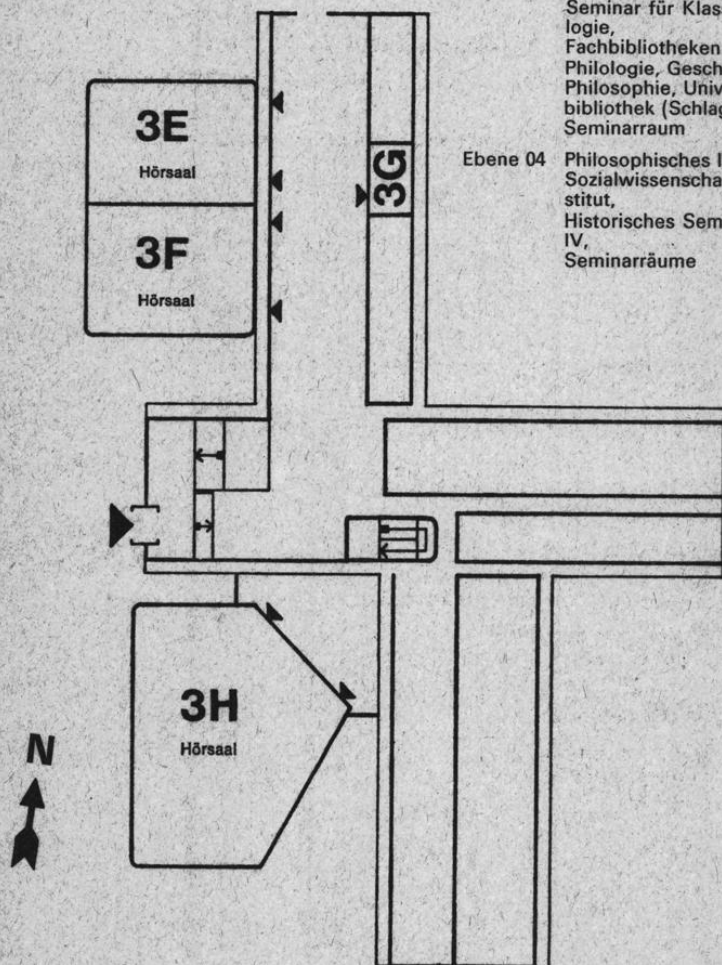 Seminar für Klas
logie,
Fachbibliotheken
Philologie, Gesch
Philosophie, Univ
bibliothek (Schlag
Seminarraum
Ebene 04 Philosophisches I
Sozialwissenscha
stitut,
Historisches Sem
IV,
Seminarräume
3E
Hörsaal
3G
3F
Hörsaal
3H
Hörsaal
N